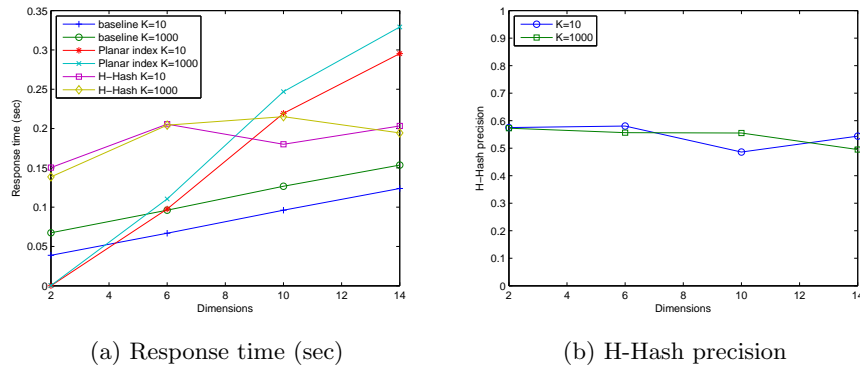 baseline K=10
baseline K=1000
Planar index K=10
Planar index K=1000
H-Hash K=10
H-Hash K=1000
Response time (sec)
0.35
0.3
0.25
0.2
0.15
0.1
0.05
0
2
4
6
8
10
12
14
Dimensions
(a) Response time (sec)
K=10
K=1000
H-Hash precision
1
0.9
0.8
0.7
0.6
0.5
0.4
0.3
0.2
0.1
0
2
4
6
8
10
12
14
Dimensions
(b) H-Hash precision